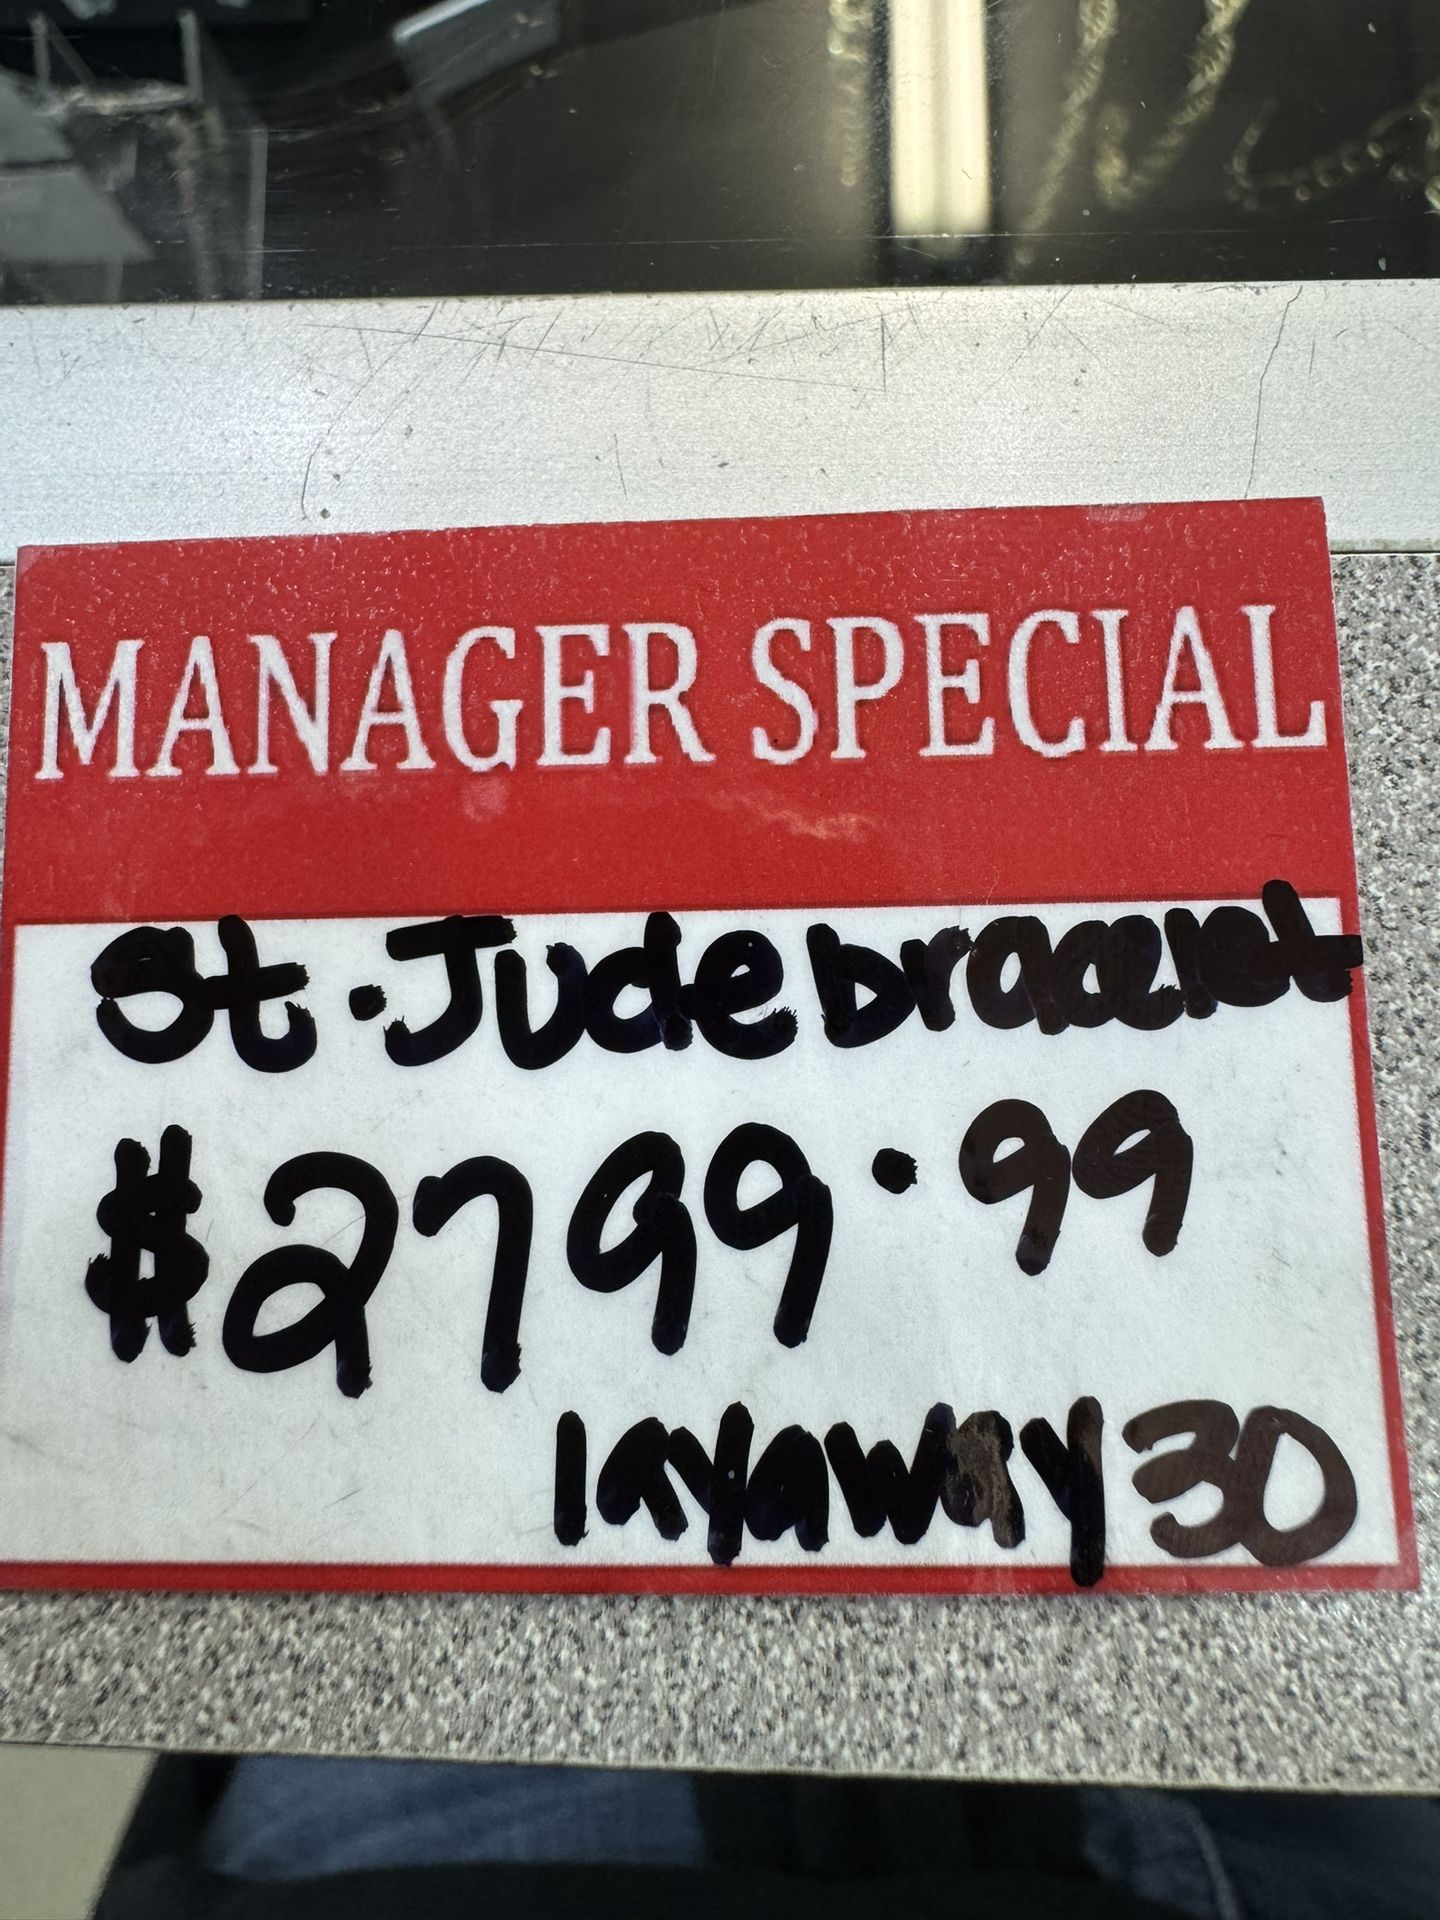 MANAGER SPECIAL
St. Jude bracelet
$2799.99
layaway 30